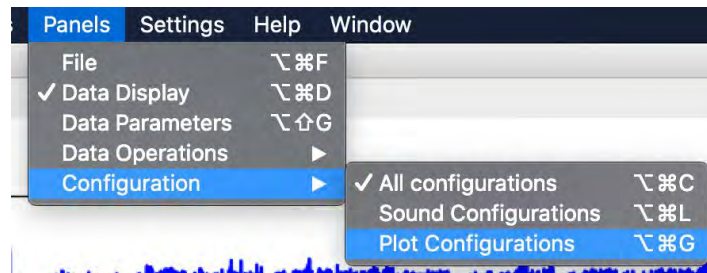 Panels Settings Help Window
File ⌥⌘F
✓ Data Display ⌥⌘D
Data Parameters ⌥⇧G
Data Operations ▶
Configuration ▶
✓ All configurations ⌥⌘C
Sound Configurations ⌥⌘L
Plot Configurations ⌥⌘G